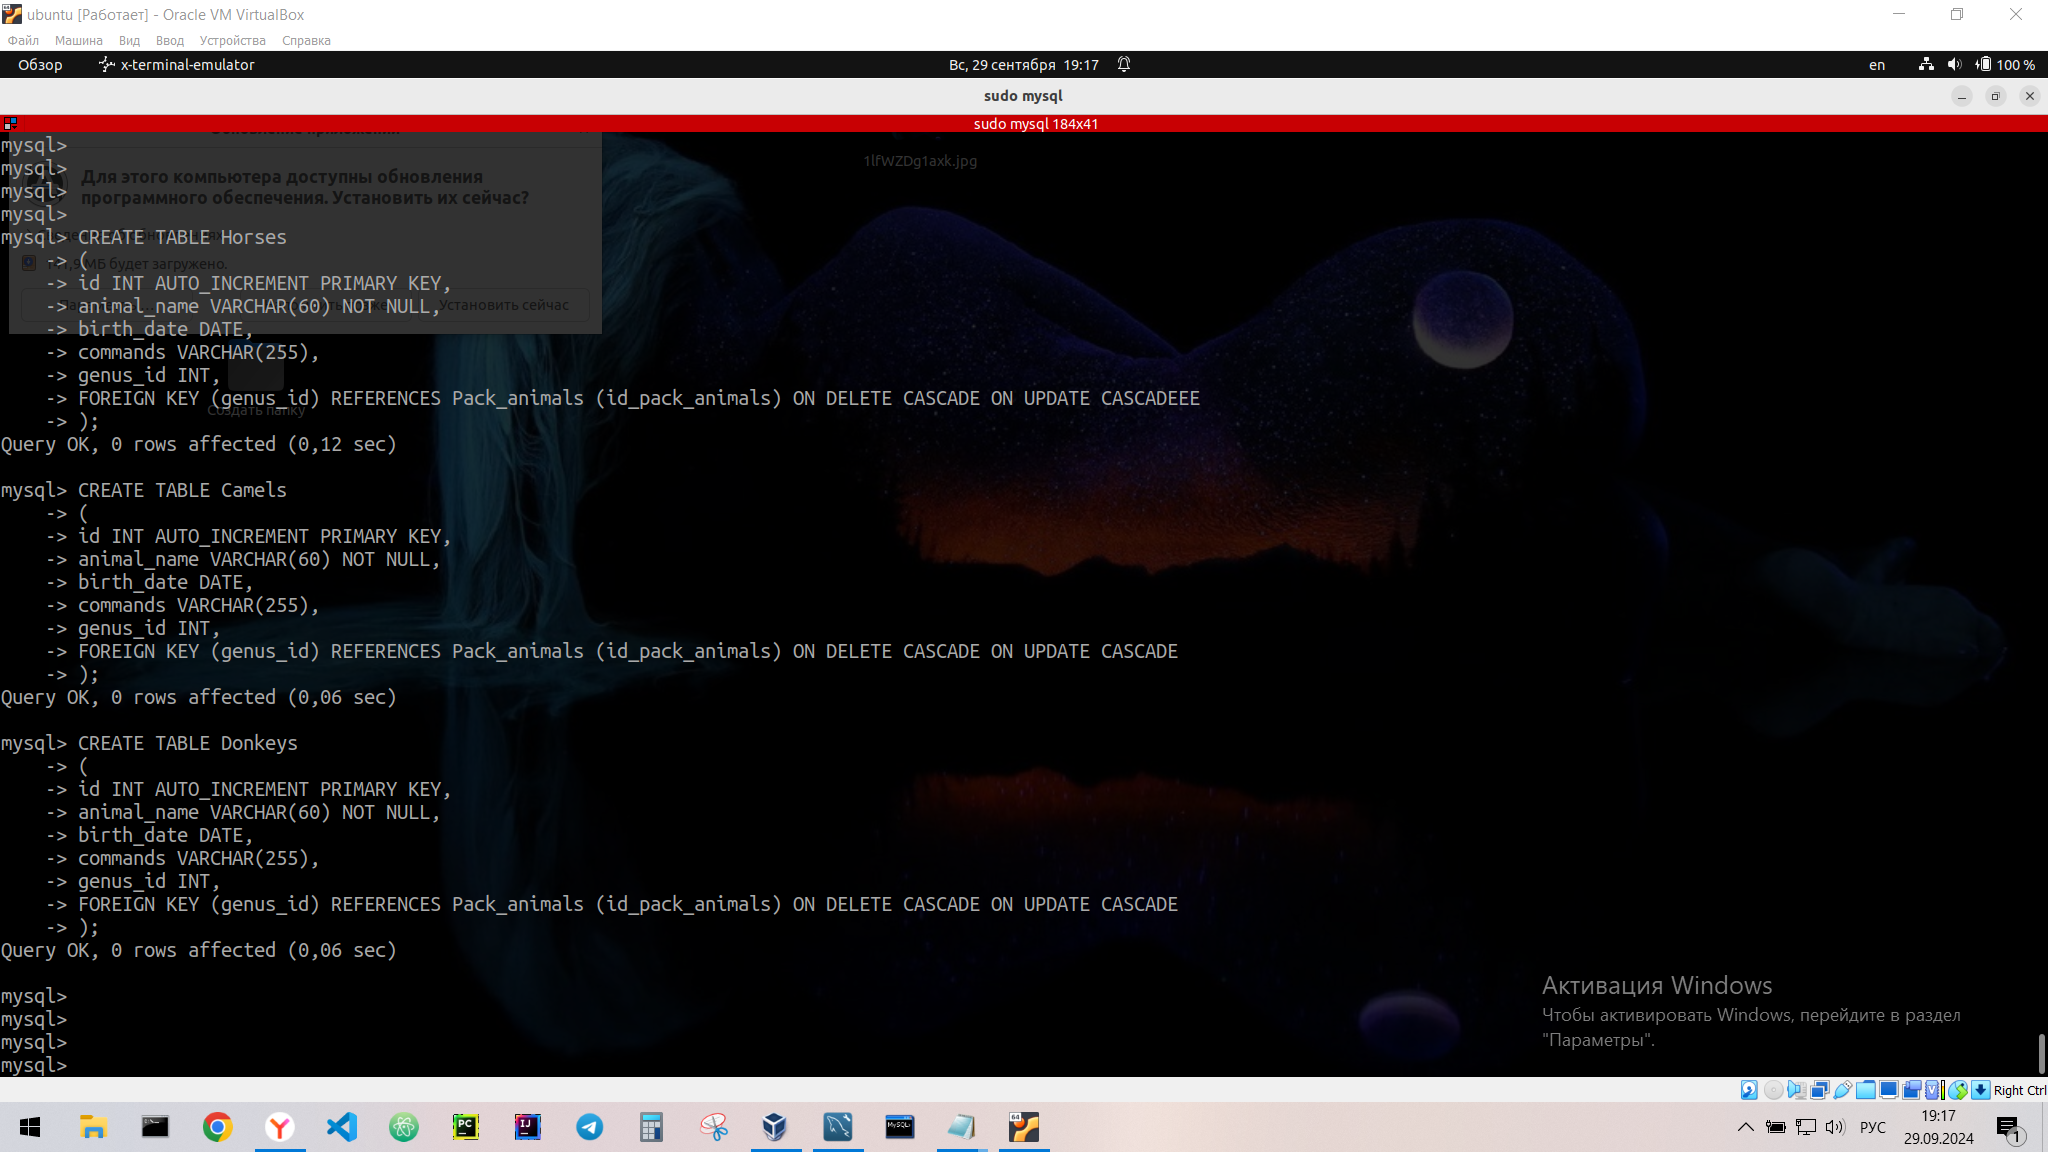 ubuntu [Работает] - Oracle VM VirtualBox
Файл Машина Вид Ввод Устройства Справка
Обзор x-terminal-emulator Вс, 29 сентября 19:17 en 100 %
sudo mysql
sudo mysql 184x41
1lfWZDg1axk.jpg
Для этого компьютера доступны обновления
программного обеспечения. Установить их сейчас?
МБ будет загружено.
Установить сейчас
Создать папку
mysql>
mysql>
mysql>
mysql>
mysql> CREATE TABLE Horses
-> (
-> id INT AUTO_INCREMENT PRIMARY KEY,
-> animal_name VARCHAR(60) NOT NULL,
-> birth_date DATE,
-> commands VARCHAR(255),
-> genus_id INT,
-> FOREIGN KEY (genus_id) REFERENCES Pack_animals (id_pack_animals) ON DELETE CASCADE ON UPDATE CASCADEEE
-> );
Query OK, 0 rows affected (0,12 sec)
mysql> CREATE TABLE Camels
-> (
-> id INT AUTO_INCREMENT PRIMARY KEY,
-> animal_name VARCHAR(60) NOT NULL,
-> birth_date DATE,
-> commands VARCHAR(255),
-> genus_id INT,
-> FOREIGN KEY (genus_id) REFERENCES Pack_animals (id_pack_animals) ON DELETE CASCADE ON UPDATE CASCADE
-> );
Query OK, 0 rows affected (0,06 sec)
mysql> CREATE TABLE Donkeys
-> (
-> id INT AUTO_INCREMENT PRIMARY KEY,
-> animal_name VARCHAR(60) NOT NULL,
-> birth_date DATE,
-> commands VARCHAR(255),
-> genus_id INT,
-> FOREIGN KEY (genus_id) REFERENCES Pack_animals (id_pack_animals) ON DELETE CASCADE ON UPDATE CASCADE
-> );
Query OK, 0 rows affected (0,06 sec)
mysql>
mysql>
mysql>
mysql>
Активация Windows
Чтобы активировать Windows, перейдите в раздел
"Параметры".
Right Ctrl
РУС
19:17
29.09.2024
1